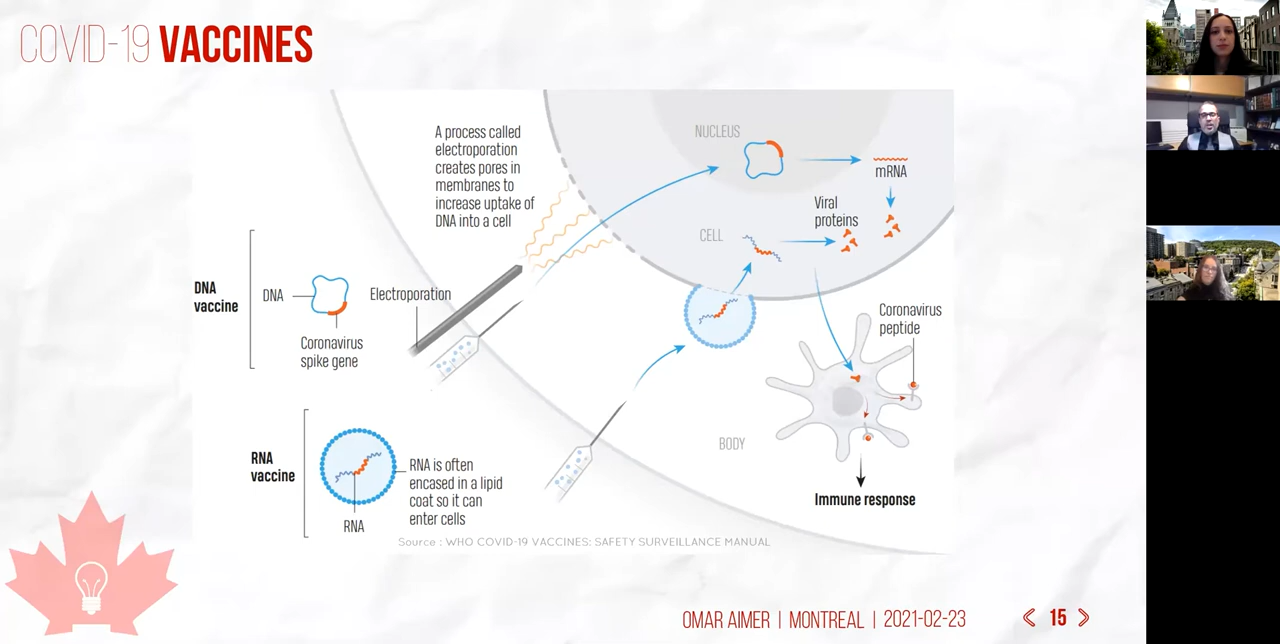 COVID-19 VACCINES
A process called
electroporation
creates pores in
membranes to
increase uptake of
DNA into a cell
NUCLEUS
mRNA
Viral
proteins
CELL
DNA
vaccine
DNA
Coronavirus
spike gene
Electroporation
Coronavirus
peptide
RNA
vaccine
RNA
RNA is often
encased in a lipid
coat so it can
enter cells
BODY
Immune response
Source : WHO COVID-19 VACCINES: SAFETY SURVEILLANCE MANUAL
OMAR AIMER | MONTREAL | 2021-02-23
15